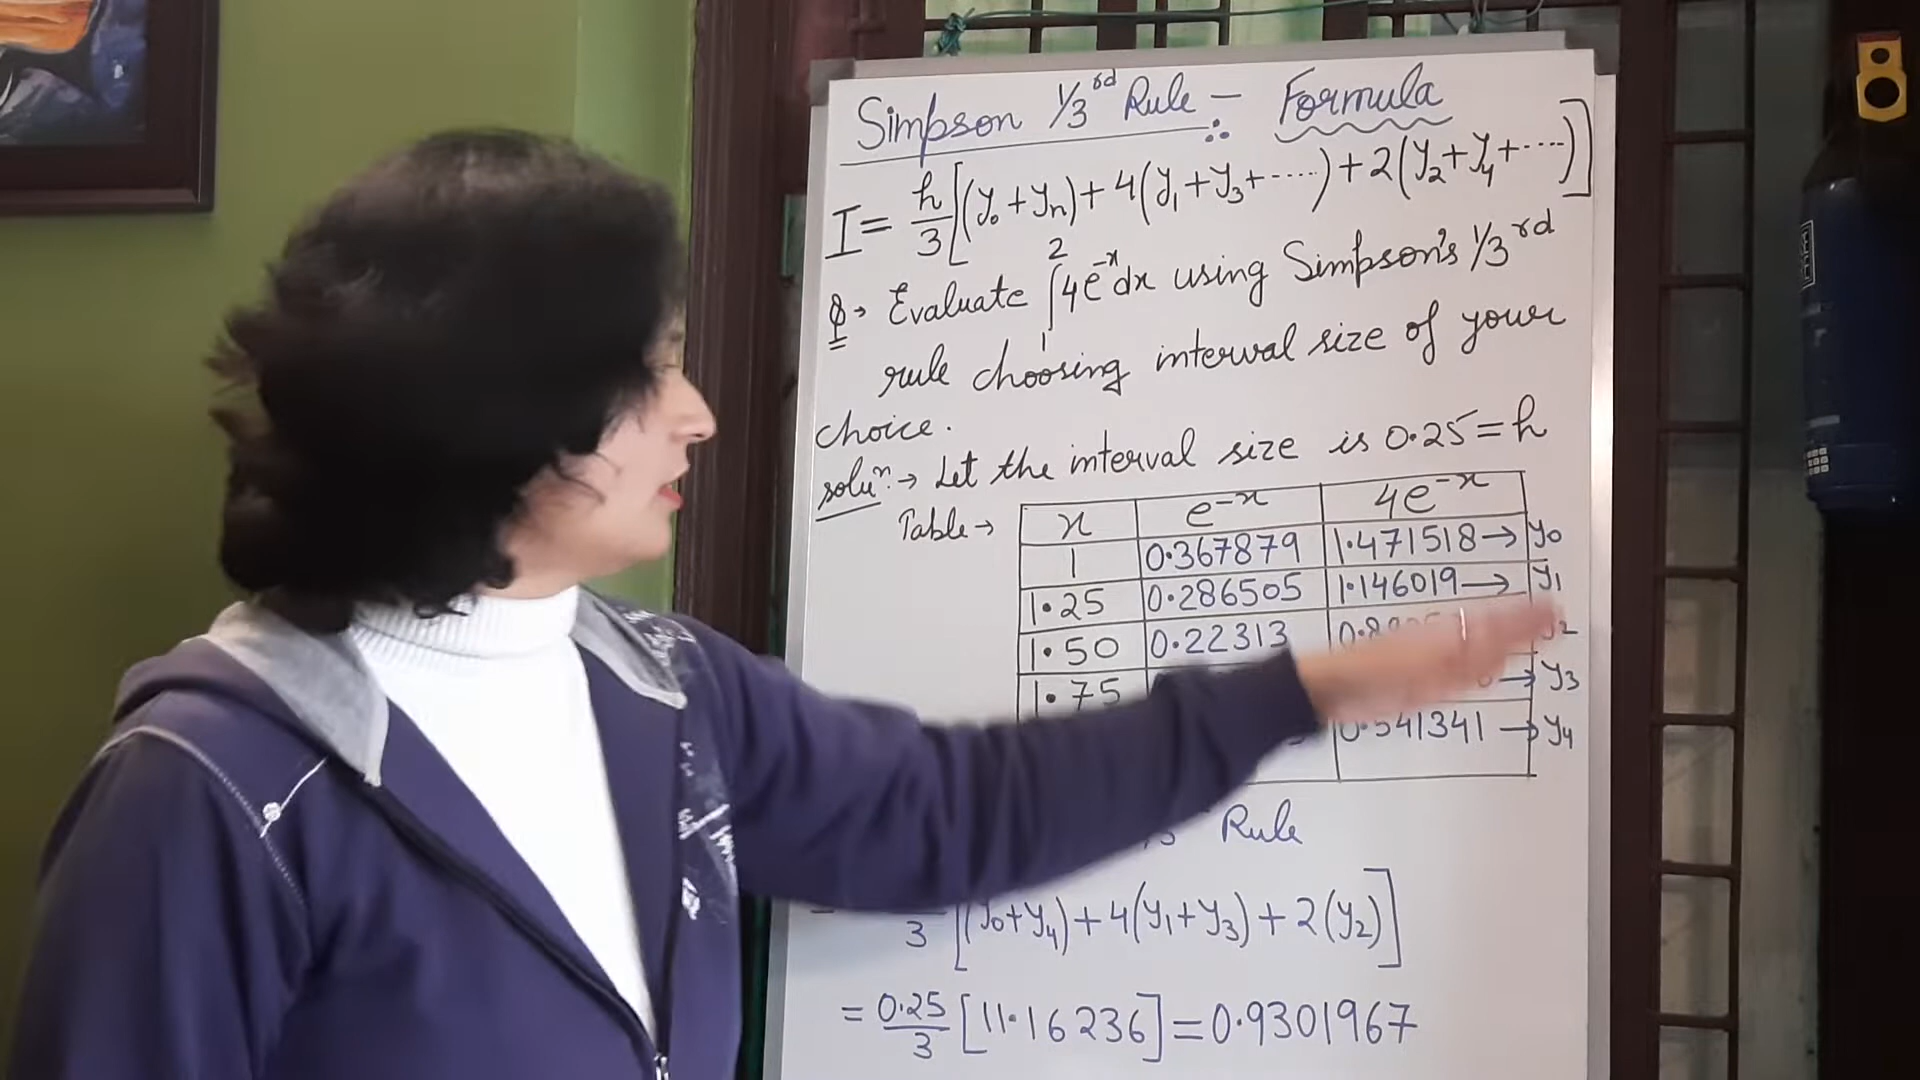 Simpson 1/3rd Rule :- Formula
I = h/3 [(y0 + yn) + 4(y1 + y3 + ......) + 2(y2 + y4 + ....)]
Q → Evaluate ∫₁² 4e^-x dx using Simpson's 1/3rd
rule choosing interval size of your
choice.
soluⁿ: → Let the interval size is 0.25 = h
Table →
x e^-x 4e^-x
1 0.367879 1.471518 → y0
1.25 0.286505 1.146019 → y1
1.50 0.22313 y2
1.75 → y3
0.541341 → y4
Rule
3 [(y0 + y4) + 4(y1 + y3) + 2(y2)]
= 0.25/3 [11.16236] = 0.9301967